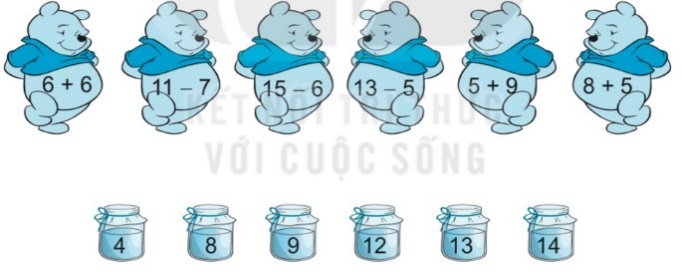 6 + 6 11 – 7 15 – 6 13 – 5 5 + 9 8 + 5
KẾT NỐI TRI THỨC
VỚI CUỘC SỐNG
4 8 9 12 13 14